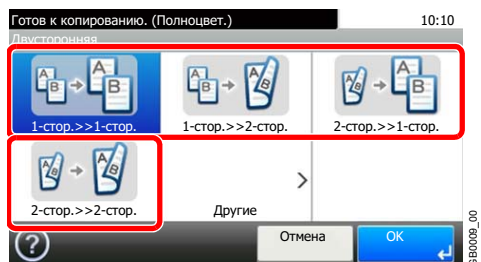 Готов к копированию. (Полноцвет.) 10:10
Двусторонняя
A B A B A B A B A B A B
1-стор.>>1-стор. 1-стор.>>2-стор. 2-стор.>>1-стор.
A B A B
2-стор.>>2-стор. Другие
? Отмена OK
GB0009_00